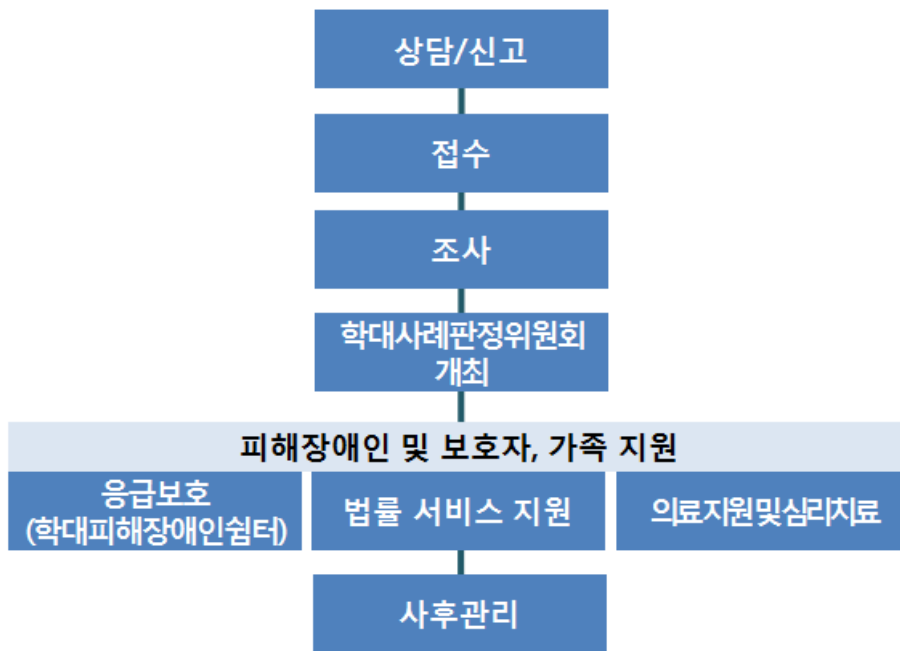 상담/신고
접수
조사
학대사례판정위원회
개최
피해장애인 및 보호자, 가족 지원
응급보호
(학대피해장애인쉼터)
법률 서비스 지원
의료지원및심리치료
사후관리